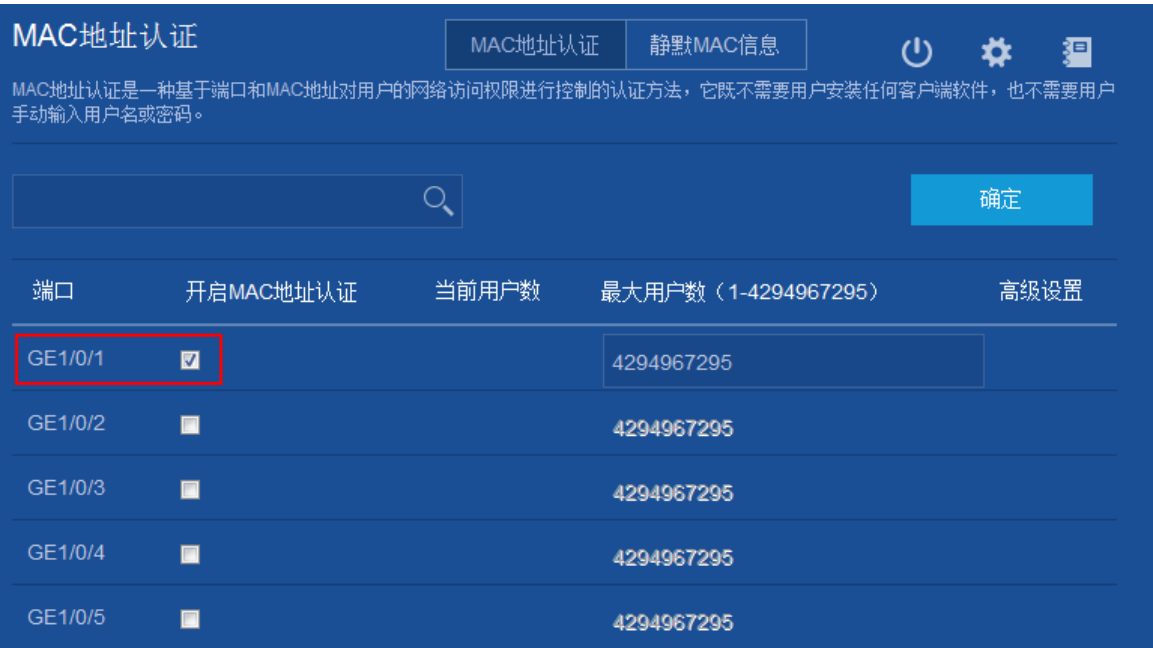 MAC地址认证
MAC地址认证 静默MAC信息
MAC地址认证是一种基于端口和MAC地址对用户的网络访问权限进行控制的认证方法，它既不需要用户安装任何客户端软件，也不需要用户
手动输入用户名或密码。
确定
端口 开启MAC地址认证 当前用户数 最大用户数（1-4294967295） 高级设置
GE1/0/1 4294967295
GE1/0/2 4294967295
GE1/0/3 4294967295
GE1/0/4 4294967295
GE1/0/5 4294967295